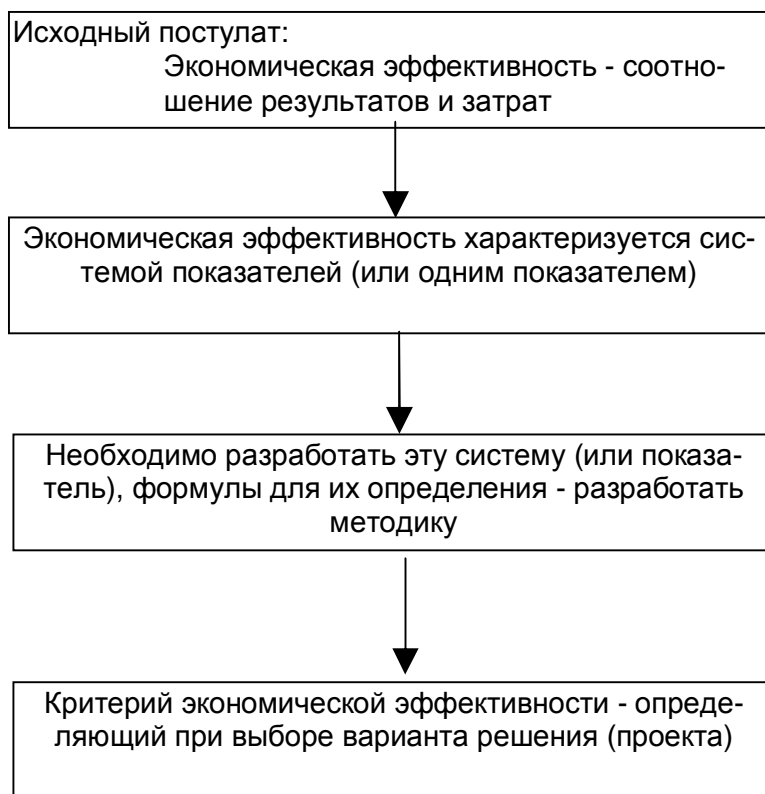 Исходный постулат:
Экономическая эффективность - соотно-
шение результатов и затрат
Экономическая эффективность характеризуется сис-
темой показателей (или одним показателем)
Необходимо разработать эту систему (или показа-
тель), формулы для их определения - разработать
методику
Критерий экономической эффективности - опреде-
ляющий при выборе варианта решения (проекта)